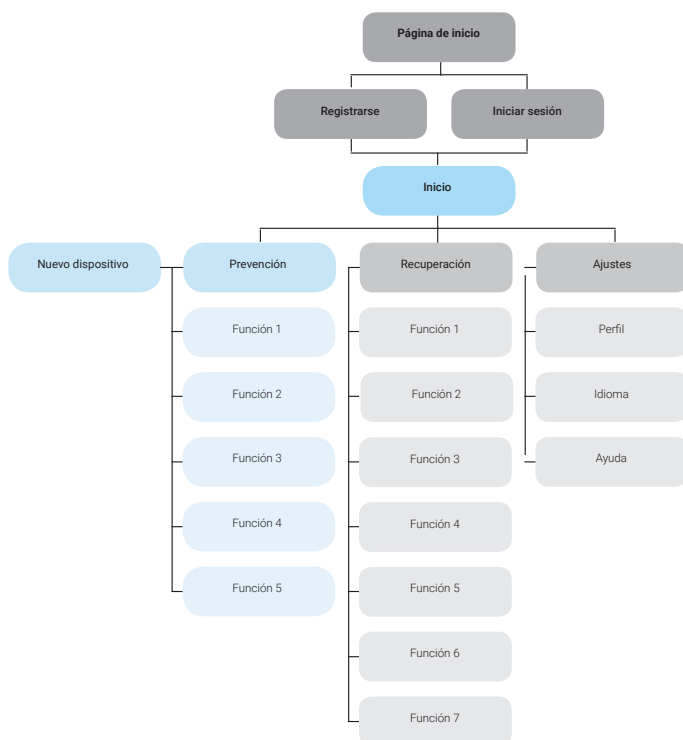 Página de inicio
Registrarse
Iniciar sesión
Inicio
Nuevo dispositivo
Prevención
Recuperación
Ajustes
Función 1
Función 1
Perfil
Función 2
Función 2
Idioma
Función 3
Función 3
Ayuda
Función 4
Función 4
Función 5
Función 5
Función 6
Función 7